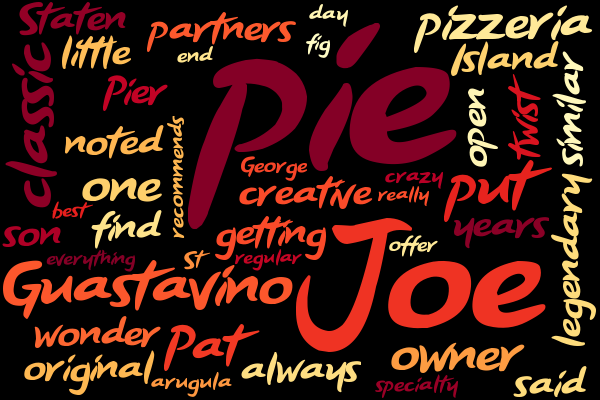 Staten
little
partners
end
day
fig
pizzeria
Island
classic
Pier
pie
noted
recommends
open
twist
similar
one
George
creative
crazy
really
put
best
find
son
getting
offer
years
legendary
everything
St
regular
Joe
Guastavino
wonder
Pat
original
arugula
always
owner
specialty
said